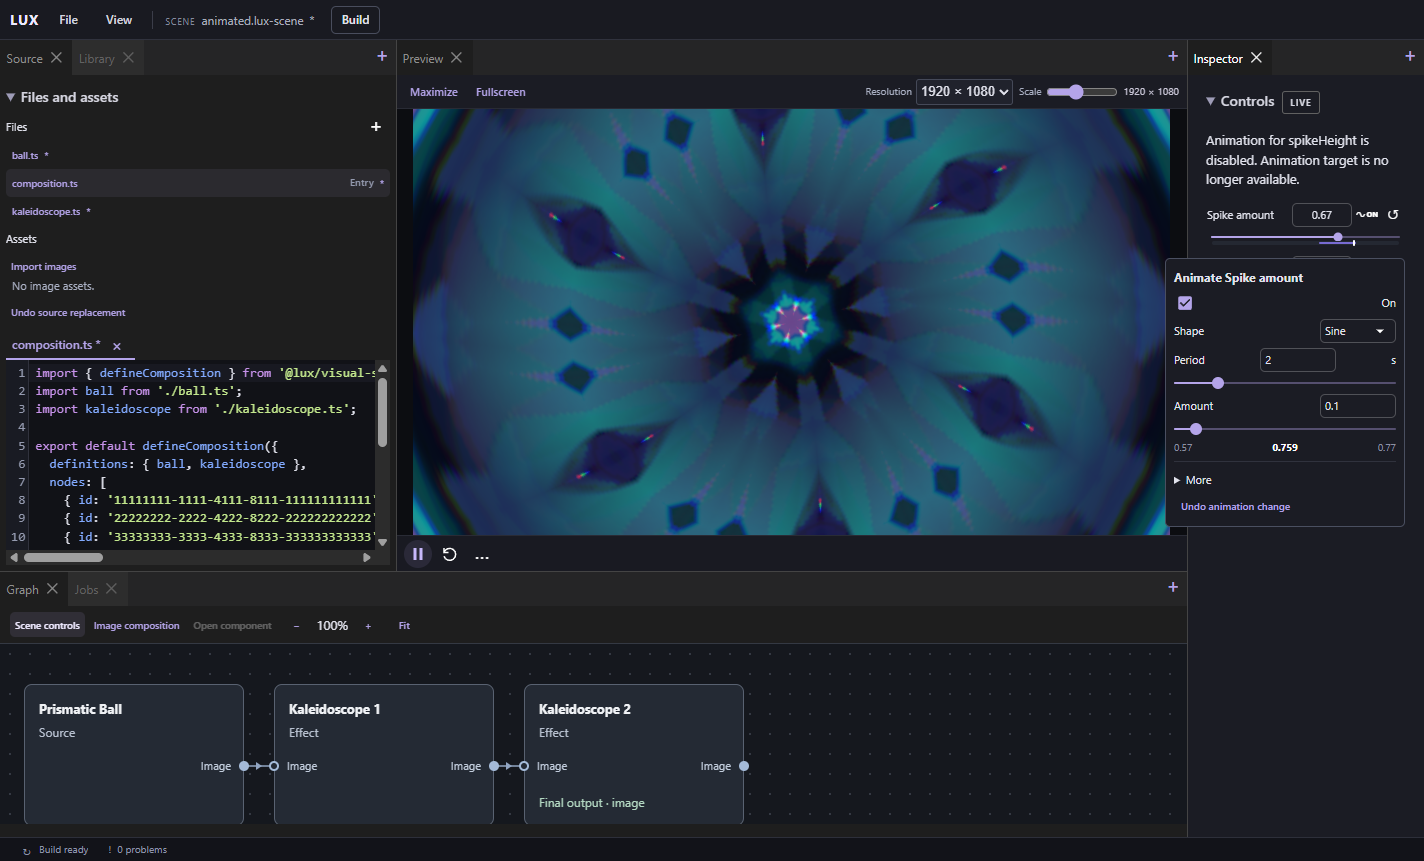 LUX File View SCENE animated.lux-scene * Build
Source Library +
Files and assets
Files +
ball.ts *
composition.ts Entry *
kaleidoscope.ts *
Assets
Import images
No image assets.
Undo source replacement
composition.ts * ×
1 import { defineComposition } from '@lux/visual-s
2 import ball from './ball.ts';
3 import kaleidoscope from './kaleidoscope.ts';
4
5 export default defineComposition({
6 definitions: { ball, kaleidoscope },
7 nodes: [
8 { id: '11111111-1111-4111-8111-111111111111'
9 { id: '22222222-2222-4222-8222-222222222222'
10 { id: '33333333-3333-4333-8333-333333333333'
Preview +
Maximize Fullscreen Resolution 1920 × 1080 Scale 1920 × 1080
...
Inspector +
Controls LIVE
Animation for spikeHeight is
disabled. Animation target is no
longer available.
Spike amount 0.67 ON
Animate Spike amount
On
Shape Sine
Period 2 s
Amount 0.1
0.57 0.759 0.77
More
Undo animation change
Graph Jobs +
Scene controls Image composition Open component − 100% + Fit
Prismatic Ball
Source
Image
Kaleidoscope 1
Effect
Image Image
Kaleidoscope 2
Effect
Image Image
Final output · image
Build ready ! 0 problems